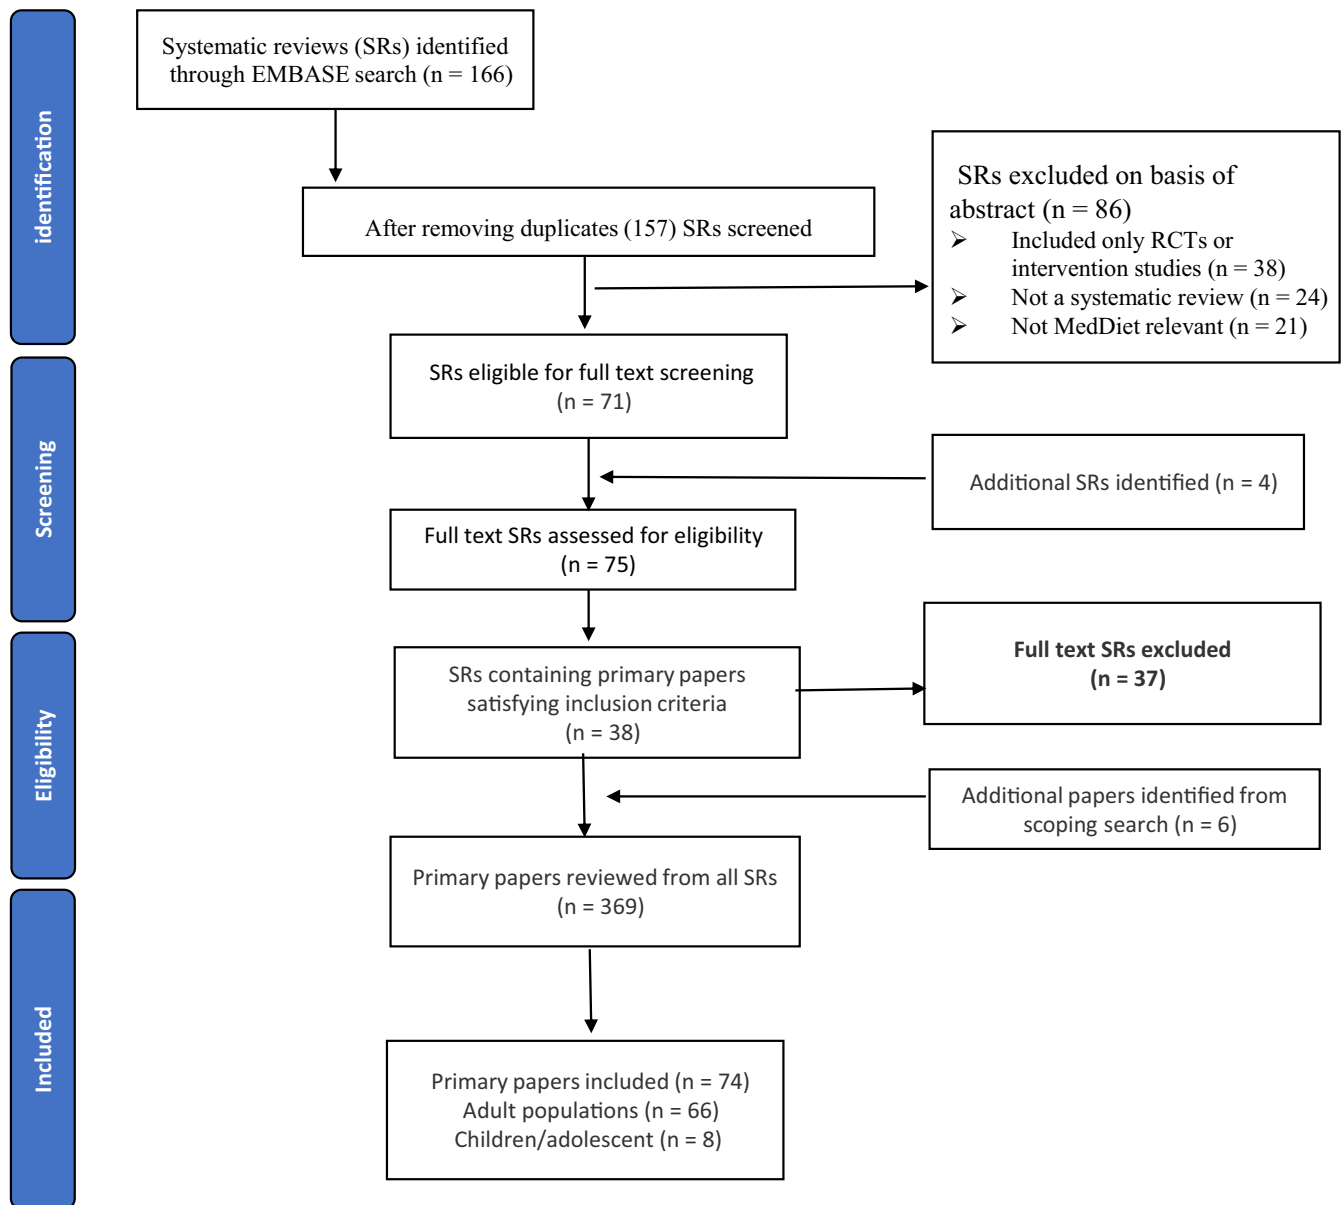 identification
Systematic reviews (SRs) identified
through EMBASE search (n = 166)
After removing duplicates (157) SRs screened
SRs excluded on basis of
abstract (n = 86)
➢ Included only RCTs or
intervention studies (n = 38)
➢ Not a systematic review (n = 24)
➢ Not MedDiet relevant (n = 21)
Screening
SRs eligible for full text screening
(n = 71)
Additional SRs identified (n = 4)
Full text SRs assessed for eligibility
(n = 75)
Eligibility
SRs containing primary papers
satisfying inclusion criteria
(n = 38)
Full text SRs excluded
(n = 37)
Additional papers identified from
scoping search (n = 6)
Primary papers reviewed from all SRs
(n = 369)
Included
Primary papers included (n = 74)
Adult populations (n = 66)
Children/adolescent (n = 8)